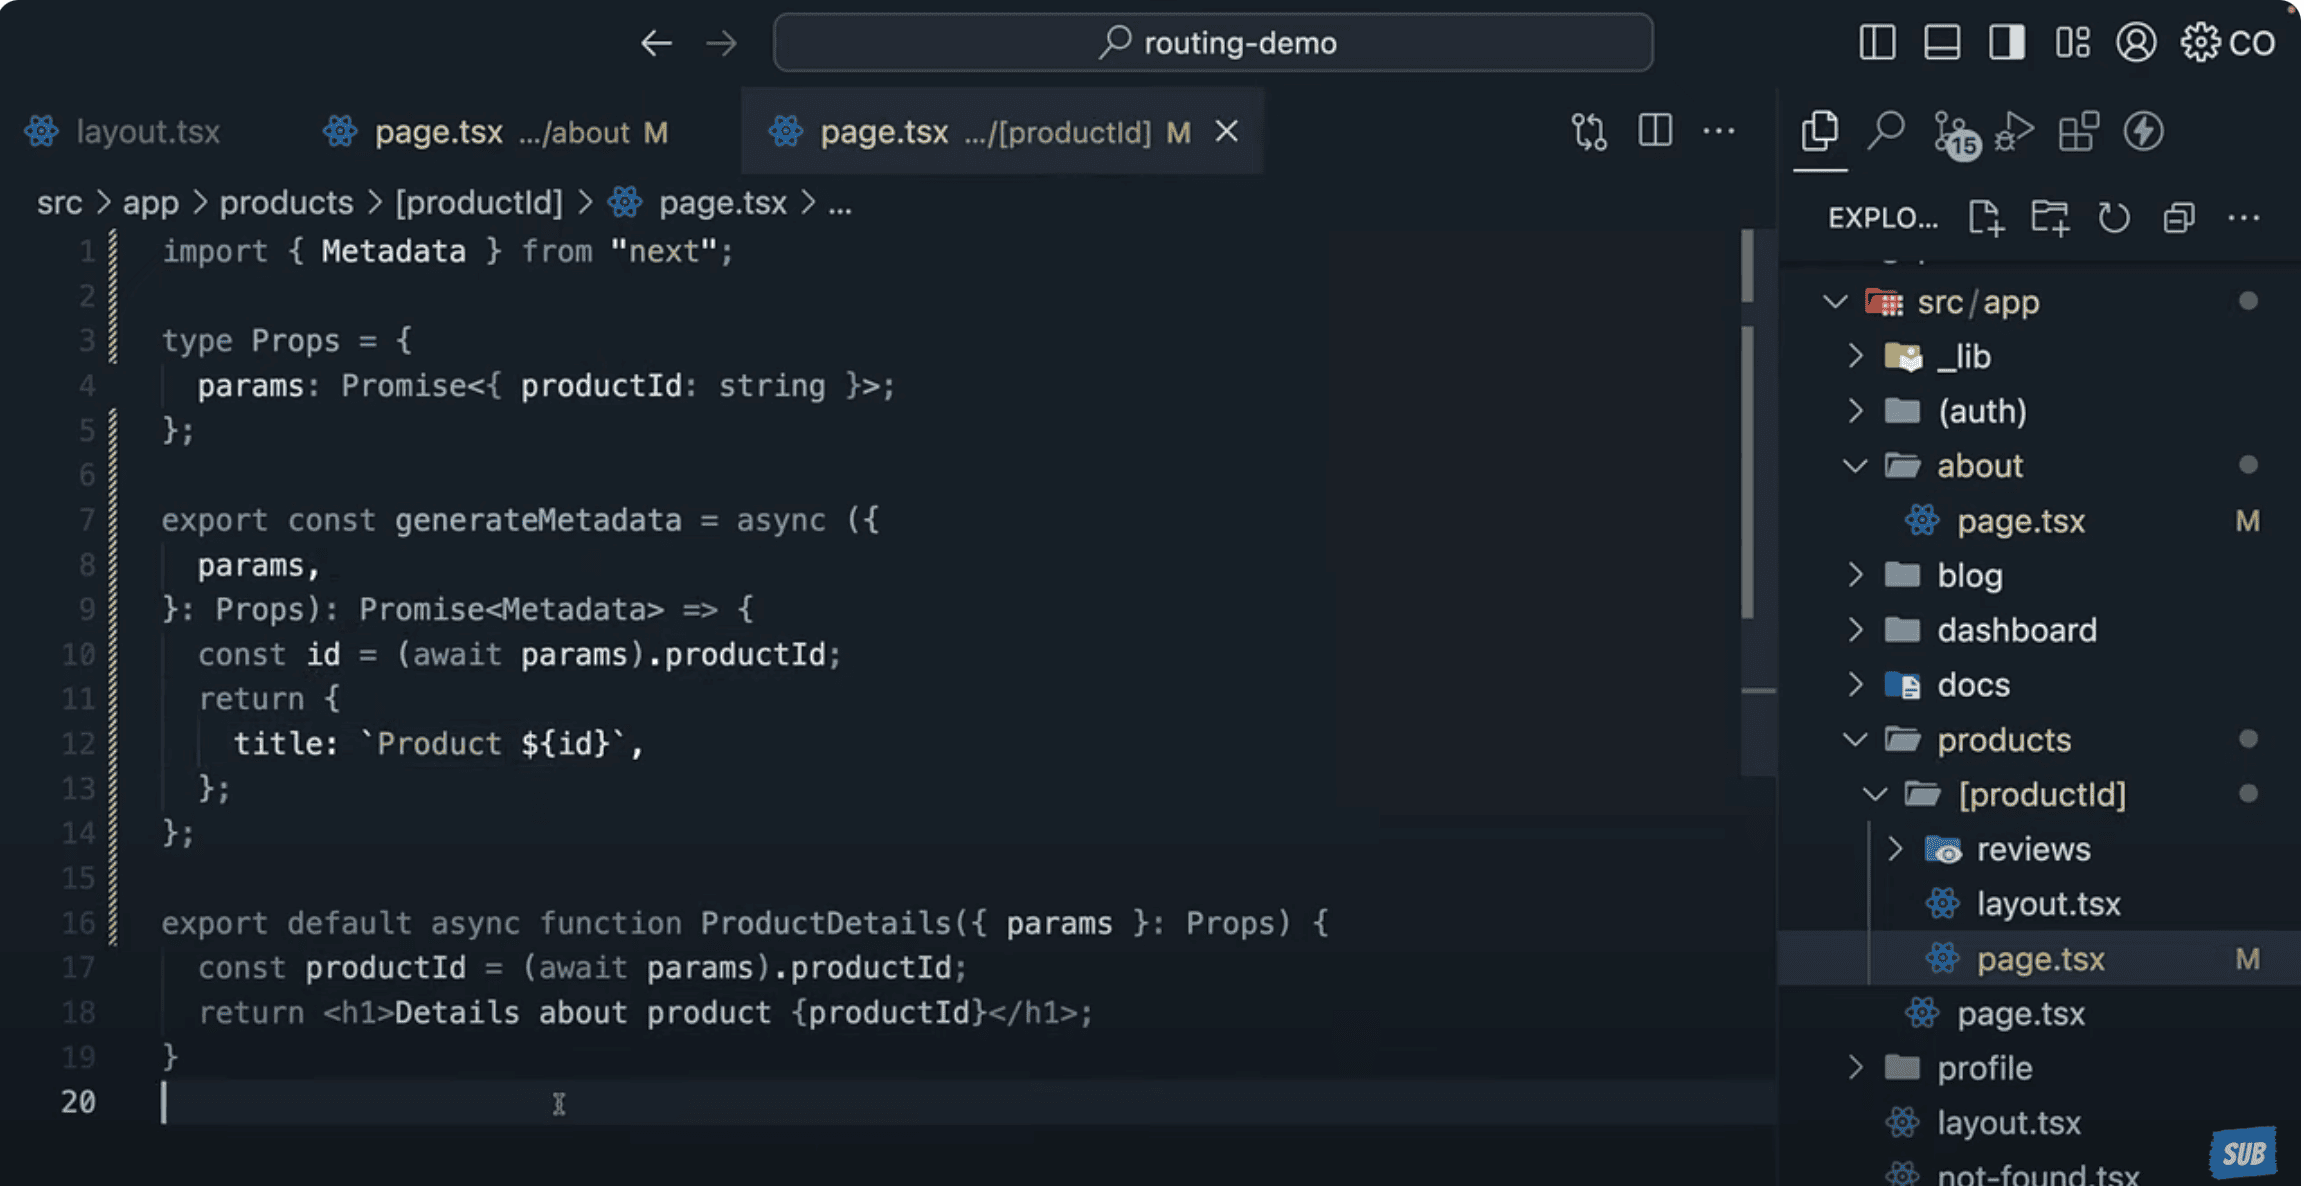 routing-demo
CO
layout.tsx
page.tsx .../about M
page.tsx .../[productId] M
15
src > app > products > [productId] > page.tsx > ...
EXPLO...
1 import { Metadata } from "next";
2
3 type Props = {
4   params: Promise<{ productId: string }>;
5 };
6
7 export const generateMetadata = async ({
8   params,
9 }: Props): Promise<Metadata> => {
10   const id = (await params).productId;
11   return {
12     title: `Product ${id}`,
13   };
14 };
15
16 export default async function ProductDetails({ params }: Props) {
17   const productId = (await params).productId;
18   return <h1>Details about product {productId}</h1>;
19 }
20
src/app
_lib
(auth)
about
page.tsx M
blog
dashboard
docs
products
[productId]
reviews
layout.tsx
page.tsx M
page.tsx
profile
layout.tsx
not-found.tsx
SUB